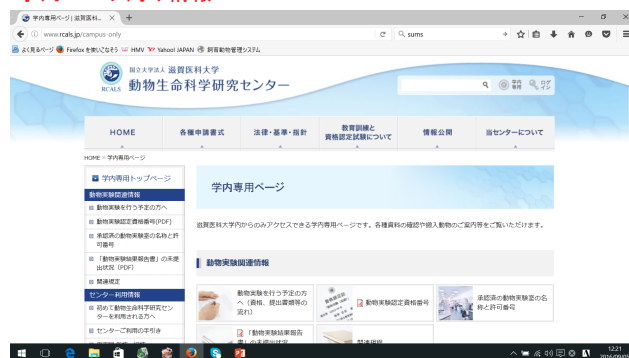 学内専用ページ | 滋賀医科...
www.rcals.jp/campus-only
sums
よく見るページ Firefox を使いこなそう HMV Yahoo! JAPAN 飼育動物管理システム
国立大学法人 滋賀医科大学
動物生命科学研究センター
RCALS
学内専用
ログイン
HOME
各種申請書式
法律・基準・指針
教育訓練と
資格認定試験について
情報公開
当センターについて
HOME > 学内専用ページ
学内専用トップページ
動物実験関連情報
動物実験を行う予定の方へ
動物実験認定資格番号(PDF)
承認済の動物実験室の名称と許
可番号
「動物実験結果報告書」の未提
出状況 (PDF)
関連規定
センター利用情報
初めて動物生命科学研究セン
ターを利用される方へ
センターご利用の手引き
学内専用ページ
滋賀医科大学内からのみアクセスできる学内専用ページです。各種資料の確認や搬入動物のご案内等をご覧いただけます。
動物実験関連情報
動物実験を行う予定の方
へ（資格、提出書類等の
流れ）
動物実験認定資格番号
承認済の動物実験室の名
称と許可番号
「動物実験結果報告
書」の未提出状況
関連規程
12:21